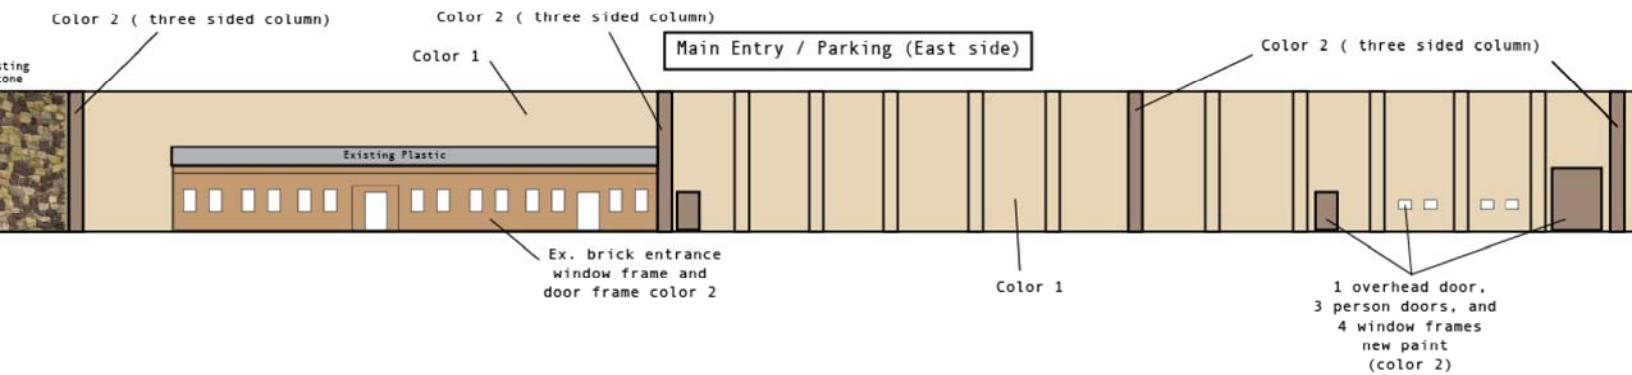 Color 2 ( three sided column)
Color 2 ( three sided column)
Color 1
Main Entry / Parking (East side)
Color 2 ( three sided column)
Existing Plastic
Ex. brick entrance
window frame and
door frame color 2
Color 1
1 overhead door,
3 person doors, and
4 window frames
new paint
(color 2)